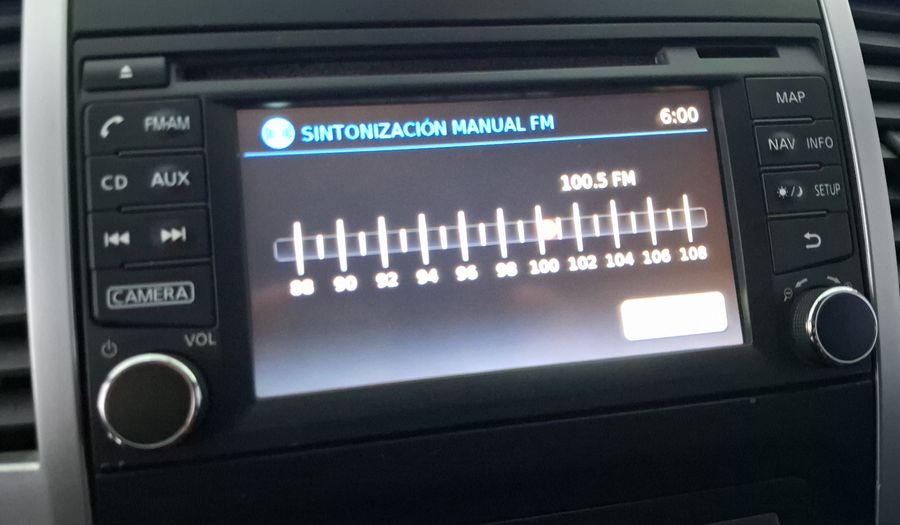 FM·AM
CD AUX
CAMERA
VOL
SINTONIZACIÓN MANUAL FM 6:00
100.5 FM
88 90 92 94 96 98 100 102 104 106 108
MAP
NAV INFO
SETUP